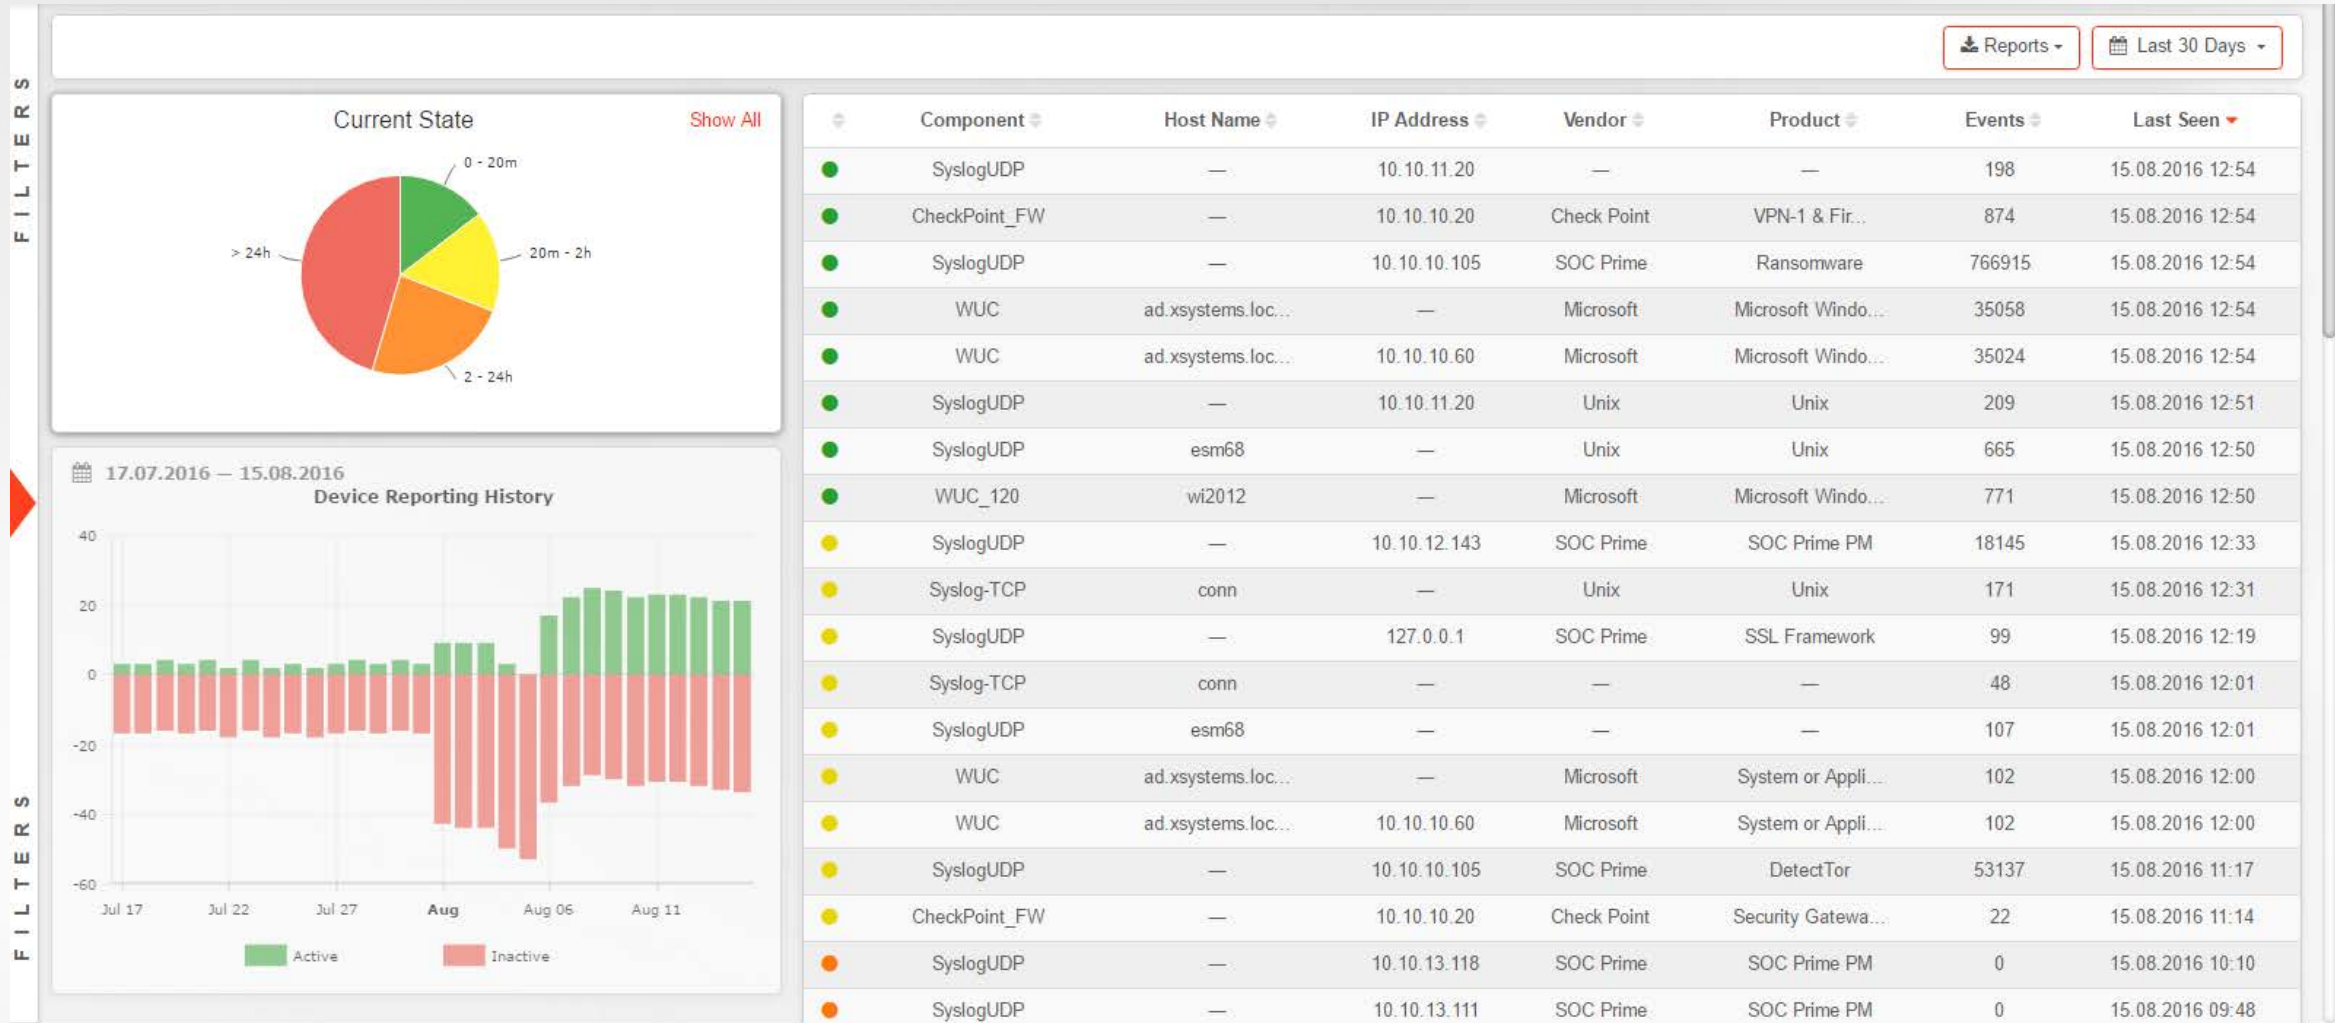 Reports
Last 30 Days
FILTERS
Current State
Show All
0 - 20m
20m - 2h
> 24h
2 - 24h
17.07.2016 — 15.08.2016
Device Reporting History
40
20
0
-20
-40
-60
Jul 17 Jul 22 Jul 27 Aug Aug 06 Aug 11
Active Inactive
FILTERS
Component Host Name IP Address Vendor Product Events Last Seen
SyslogUDP — 10.10.11.20 — — 198 15.08.2016 12:54
CheckPoint_FW — 10.10.10.20 Check Point VPN-1 & Fir... 874 15.08.2016 12:54
SyslogUDP — 10.10.10.105 SOC Prime Ransomware 766915 15.08.2016 12:54
WUC ad.xsystems.loc... — Microsoft Microsoft Windo... 35058 15.08.2016 12:54
WUC ad.xsystems.loc... 10.10.10.60 Microsoft Microsoft Windo... 35024 15.08.2016 12:54
SyslogUDP — 10.10.11.20 Unix Unix 209 15.08.2016 12:51
SyslogUDP esm68 — Unix Unix 665 15.08.2016 12:50
WUC_120 wi2012 — Microsoft Microsoft Windo... 771 15.08.2016 12:50
SyslogUDP — 10.10.12.143 SOC Prime SOC Prime PM 18145 15.08.2016 12:33
Syslog-TCP conn — Unix Unix 171 15.08.2016 12:31
SyslogUDP — 127.0.0.1 SOC Prime SSL Framework 99 15.08.2016 12:19
Syslog-TCP conn — — — 48 15.08.2016 12:01
SyslogUDP esm68 — — — 107 15.08.2016 12:01
WUC ad.xsystems.loc... — Microsoft System or Appli... 102 15.08.2016 12:00
WUC ad.xsystems.loc... 10.10.10.60 Microsoft System or Appli... 102 15.08.2016 12:00
SyslogUDP — 10.10.10.105 SOC Prime DetectTor 53137 15.08.2016 11:17
CheckPoint_FW — 10.10.10.20 Check Point Security Gatewa... 22 15.08.2016 11:14
SyslogUDP — 10.10.13.118 SOC Prime SOC Prime PM 0 15.08.2016 10:10
SyslogUDP — 10.10.13.111 SOC Prime SOC Prime PM 0 15.08.2016 09:48